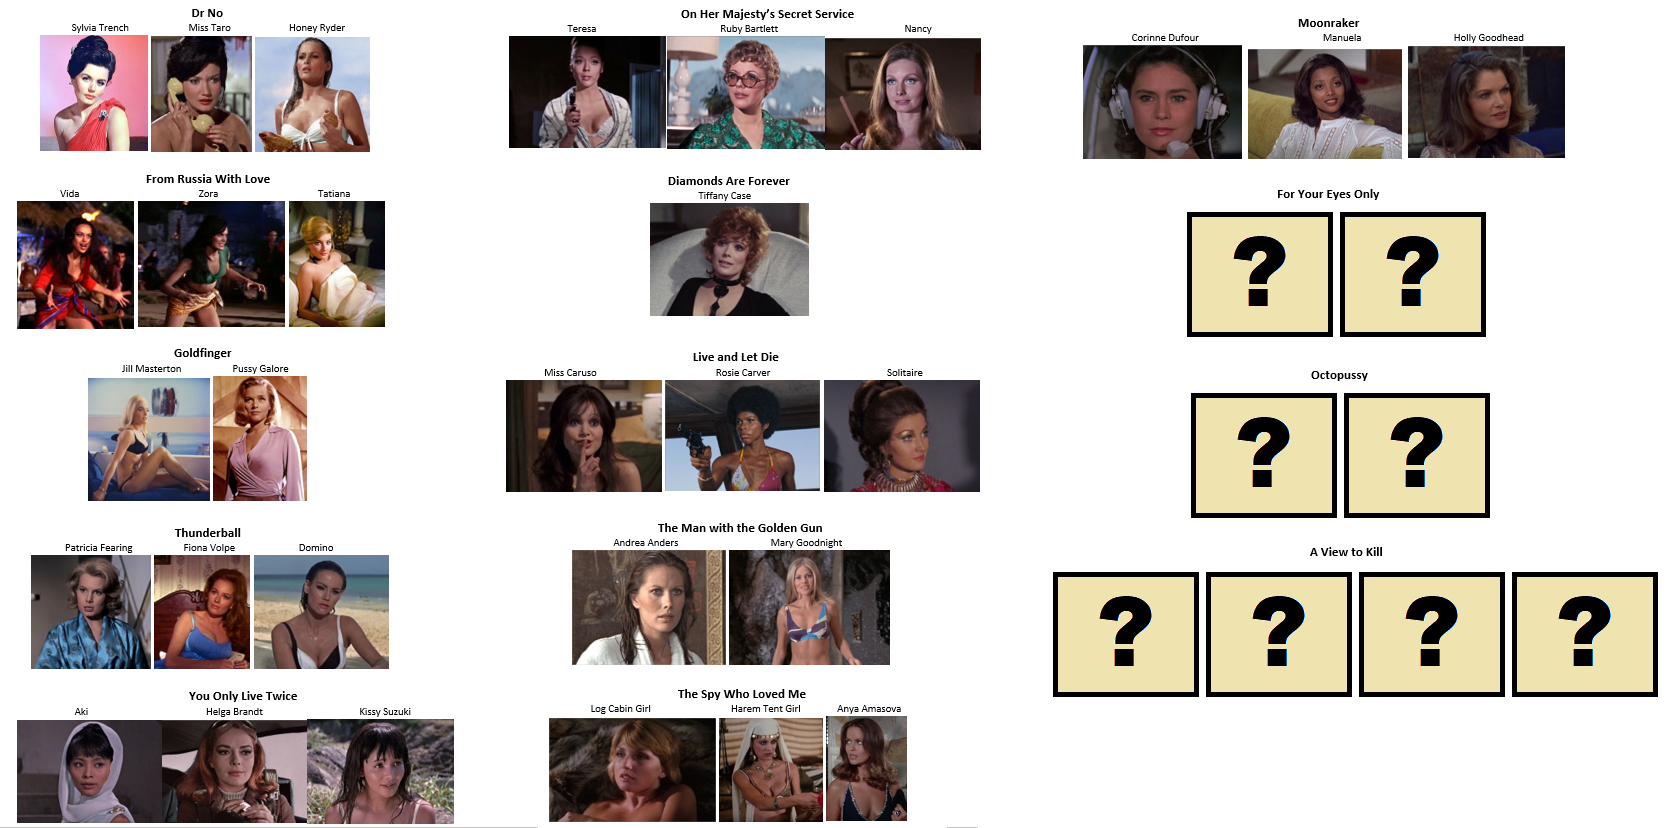 Dr No
Sylvia Trench
Miss Taro
Honey Ryder
From Russia With Love
Vida
Zora
Tatiana
Goldfinger
Jill Masterton
Pussy Galore
Thunderball
Patricia Fearing
Fiona Volpe
Domino
You Only Live Twice
Aki
Helga Brandt
Kissy Suzuki
On Her Majesty's Secret Service
Teresa
Ruby Bartlett
Nancy
Diamonds Are Forever
Tiffany Case
Live and Let Die
Miss Caruso
Rosie Carver
Solitaire
The Man with the Golden Gun
Andrea Anders
Mary Goodnight
The Spy Who Loved Me
Log Cabin Girl
Harem Tent Girl
Anya Amasova
Moonraker
Corinne Dufour
Manuela
Holly Goodhead
For Your Eyes Only
? ?
Octopussy
? ?
A View to Kill
? ? ? ?